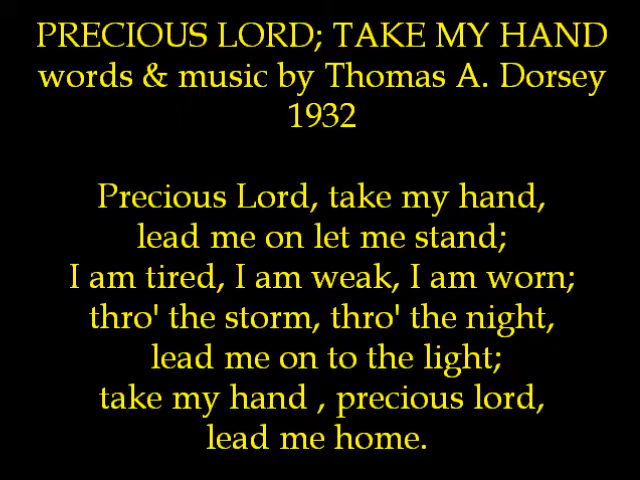 PRECIOUS LORD; TAKE MY HAND
words & music by Thomas A. Dorsey
1932
Precious Lord, take my hand,
lead me on let me stand;
I am tired, I am weak, I am worn;
thro' the storm, thro' the night,
lead me on to the light;
take my hand , precious lord,
lead me home.